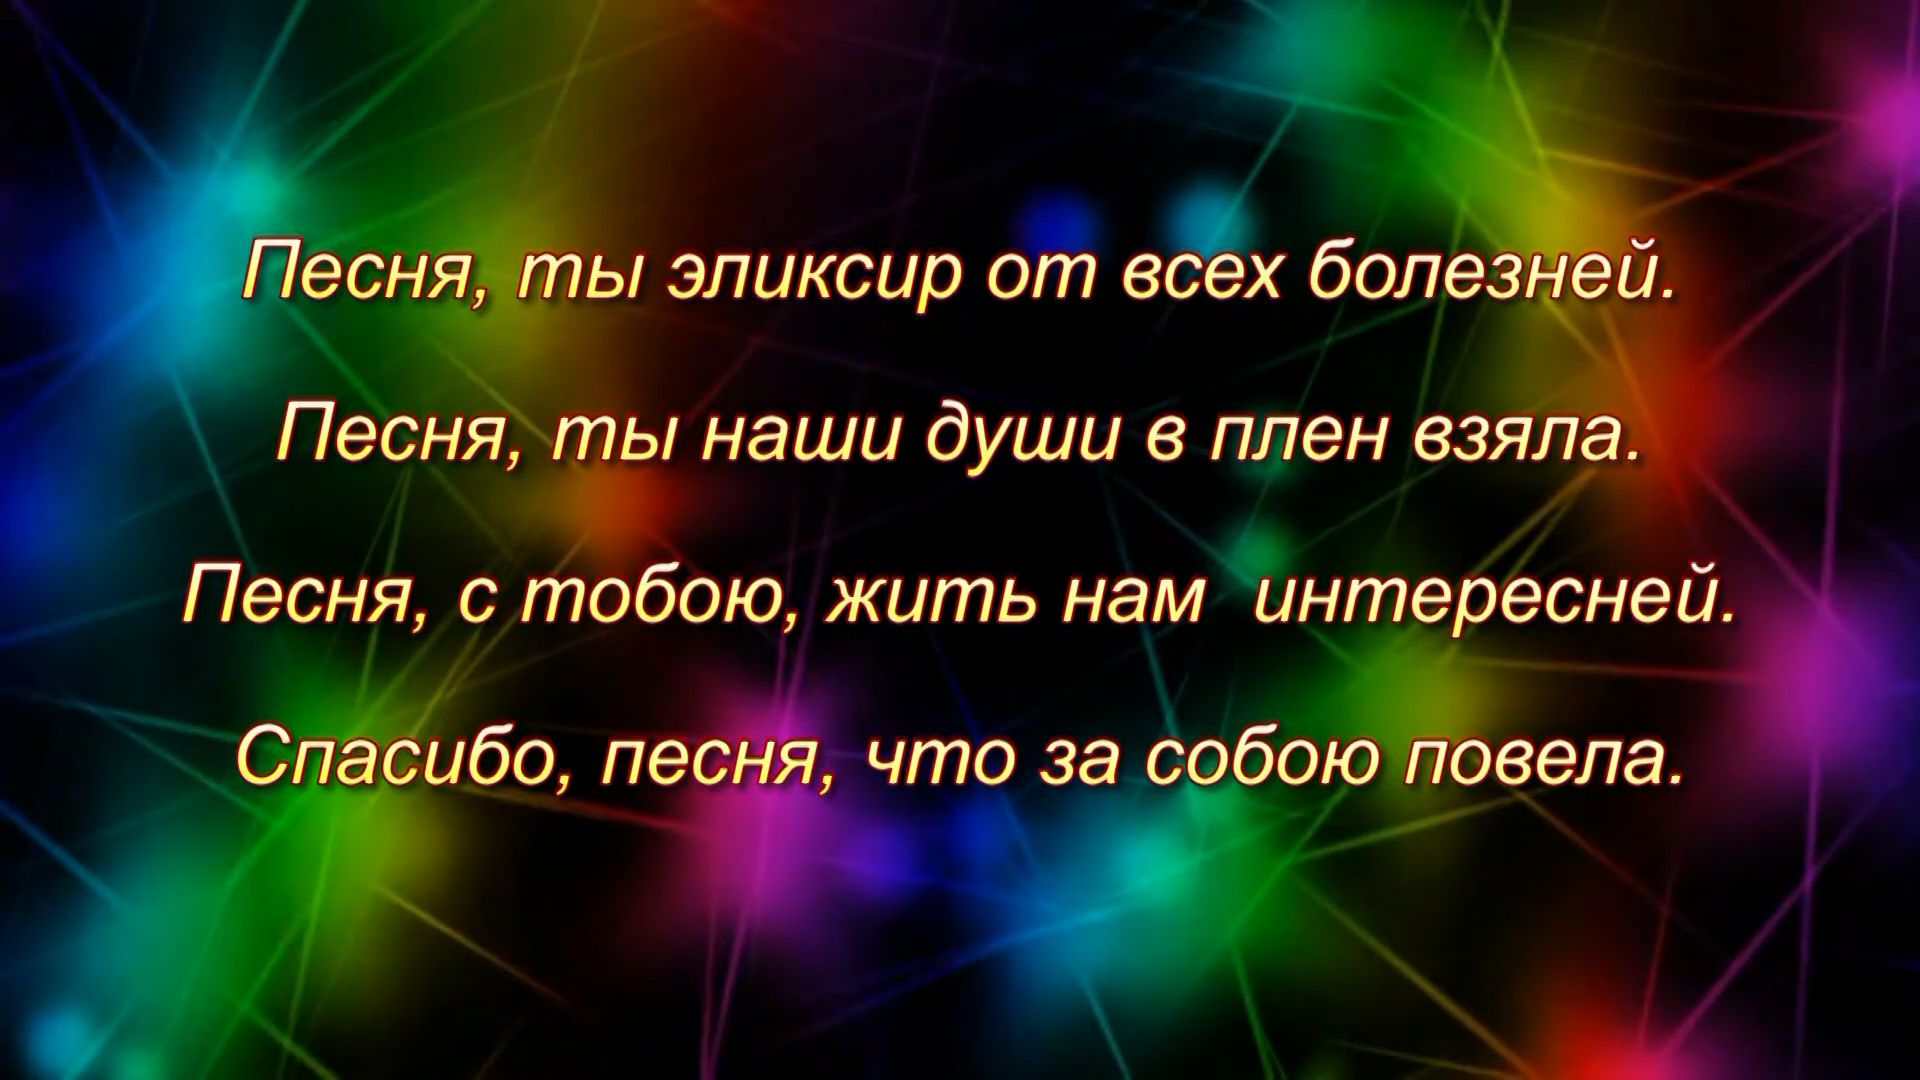 Песня, ты эликсир от всех болезней.
Песня, ты наши души в плен взяла.
Песня, с тобою, жить нам  интересней.
Спасибо, песня, что за собою повела.